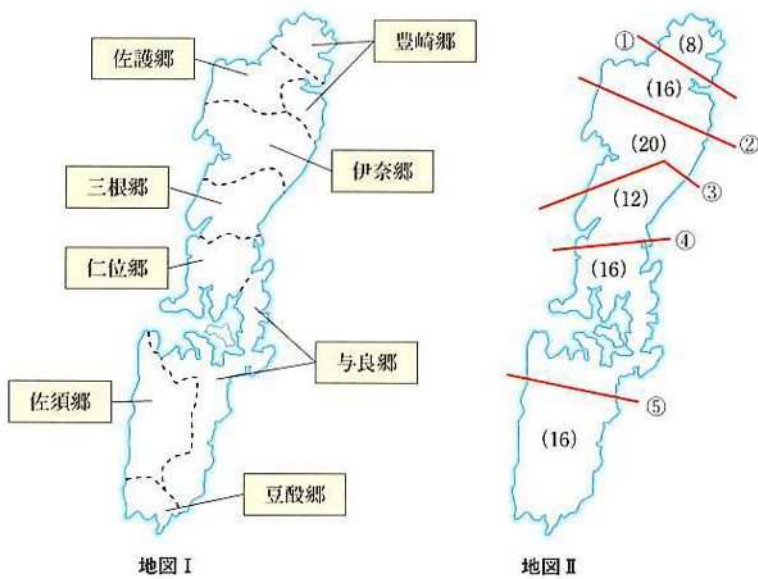 豊崎郷
佐護郷
伊奈郷
三根郷
仁位郷
与良郷
佐須郷
豆酘郷
地図Ⅰ
①
(8)
(16)
②
(20)
③
(12)
④
(16)
⑤
(16)
地図Ⅱ